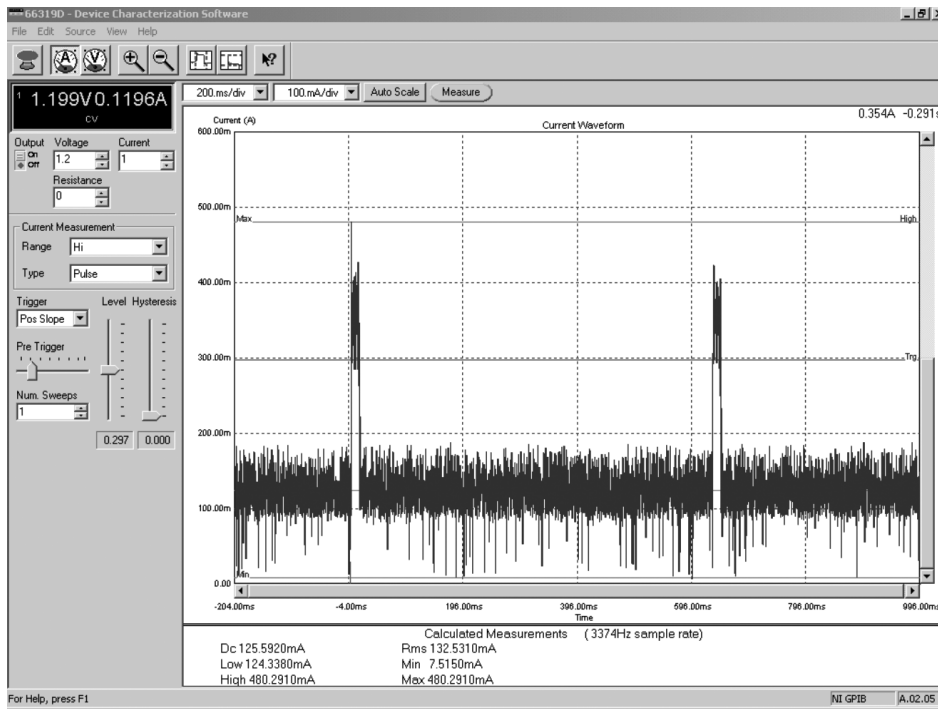 66319D - Device Characterization Software
File Edit Source View Help
1 1.199V 0.1196A
CV
200.ms/div 100.mA/div Auto Scale Measure
0.354A -0.291s
Output Voltage Current
On
Off
1.2 1
Resistance
0
Current Measurement
Range Hi
Type Pulse
Trigger Level Hysteresis
Pos Slope
Pre Trigger
Num. Sweeps
1
0.297 0.000
Current (A)
Current Waveform
600.00m
500.00m
Max High
400.00m
300.00m
Trg
200.00m
100.00m
0.00
Min
-204.00ms -4.00ms 196.00ms 396.00ms 596.00ms 796.00ms 996.00ms
Time
Calculated Measurements (3374Hz sample rate)
Dc 125.5920mA Rms 132.5310mA
Low 124.3380mA Min 7.5150mA
High 480.2910mA Max 480.2910mA
For Help, press F1 NI GPIB A.02.05